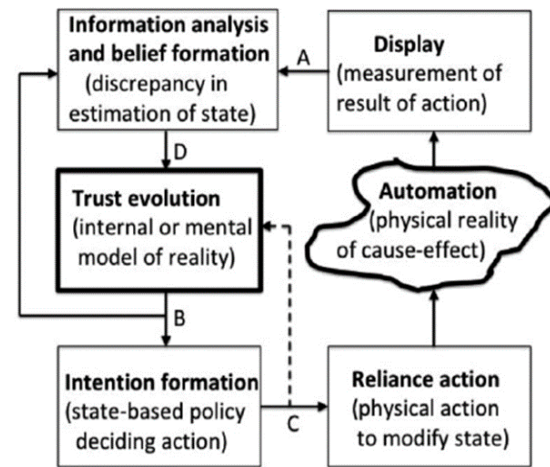 Information analysis
and belief formation
(discrepancy in
estimation of state)
A
Display
(measurement of
result of action)
D
Trust evolution
(internal or mental
model of reality)
Automation
(physical reality
of cause-effect)
B
Intention formation
(state-based policy
deciding action)
C
Reliance action
(physical action
to modify state)